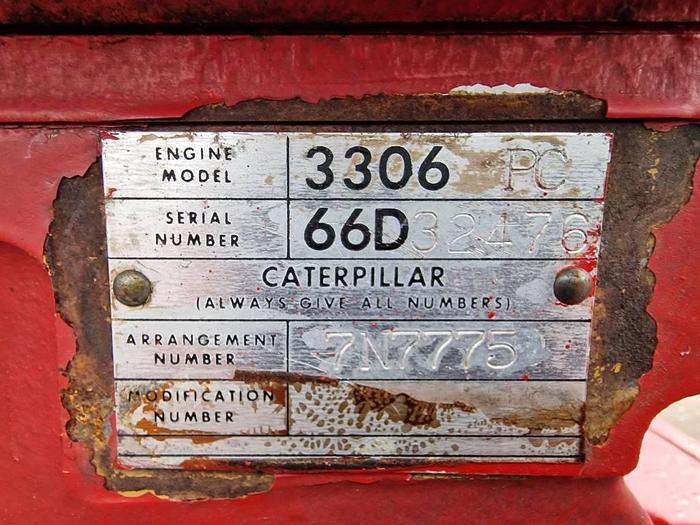 ENGINE MODEL 3306 PC
SERIAL NUMBER 66D32476
CATERPILLAR
(ALWAYS GIVE ALL NUMBERS)
ARRANGEMENT NUMBER 7N7775
MODIFICATION NUMBER